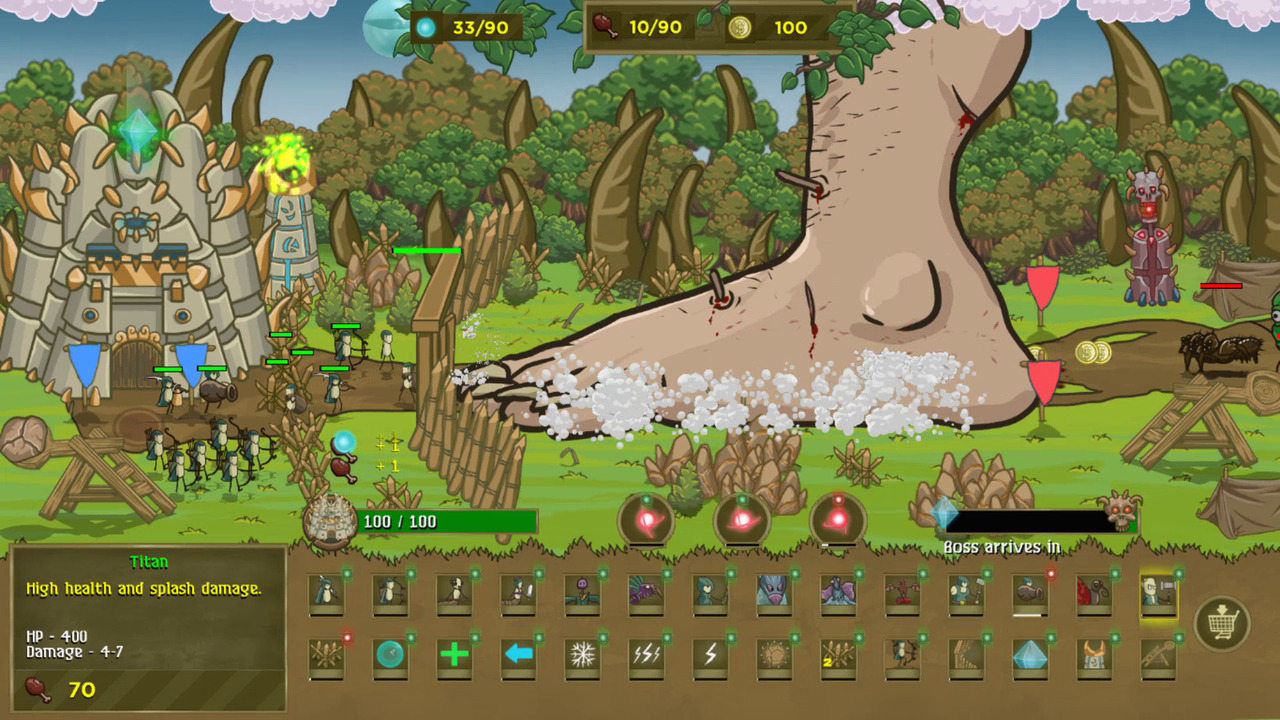 33/90
10/90
100
+1
+1
100 / 100
Boss arrives in
Titan
High health and splash damage.
HP - 400
Damage - 4-7
70
2